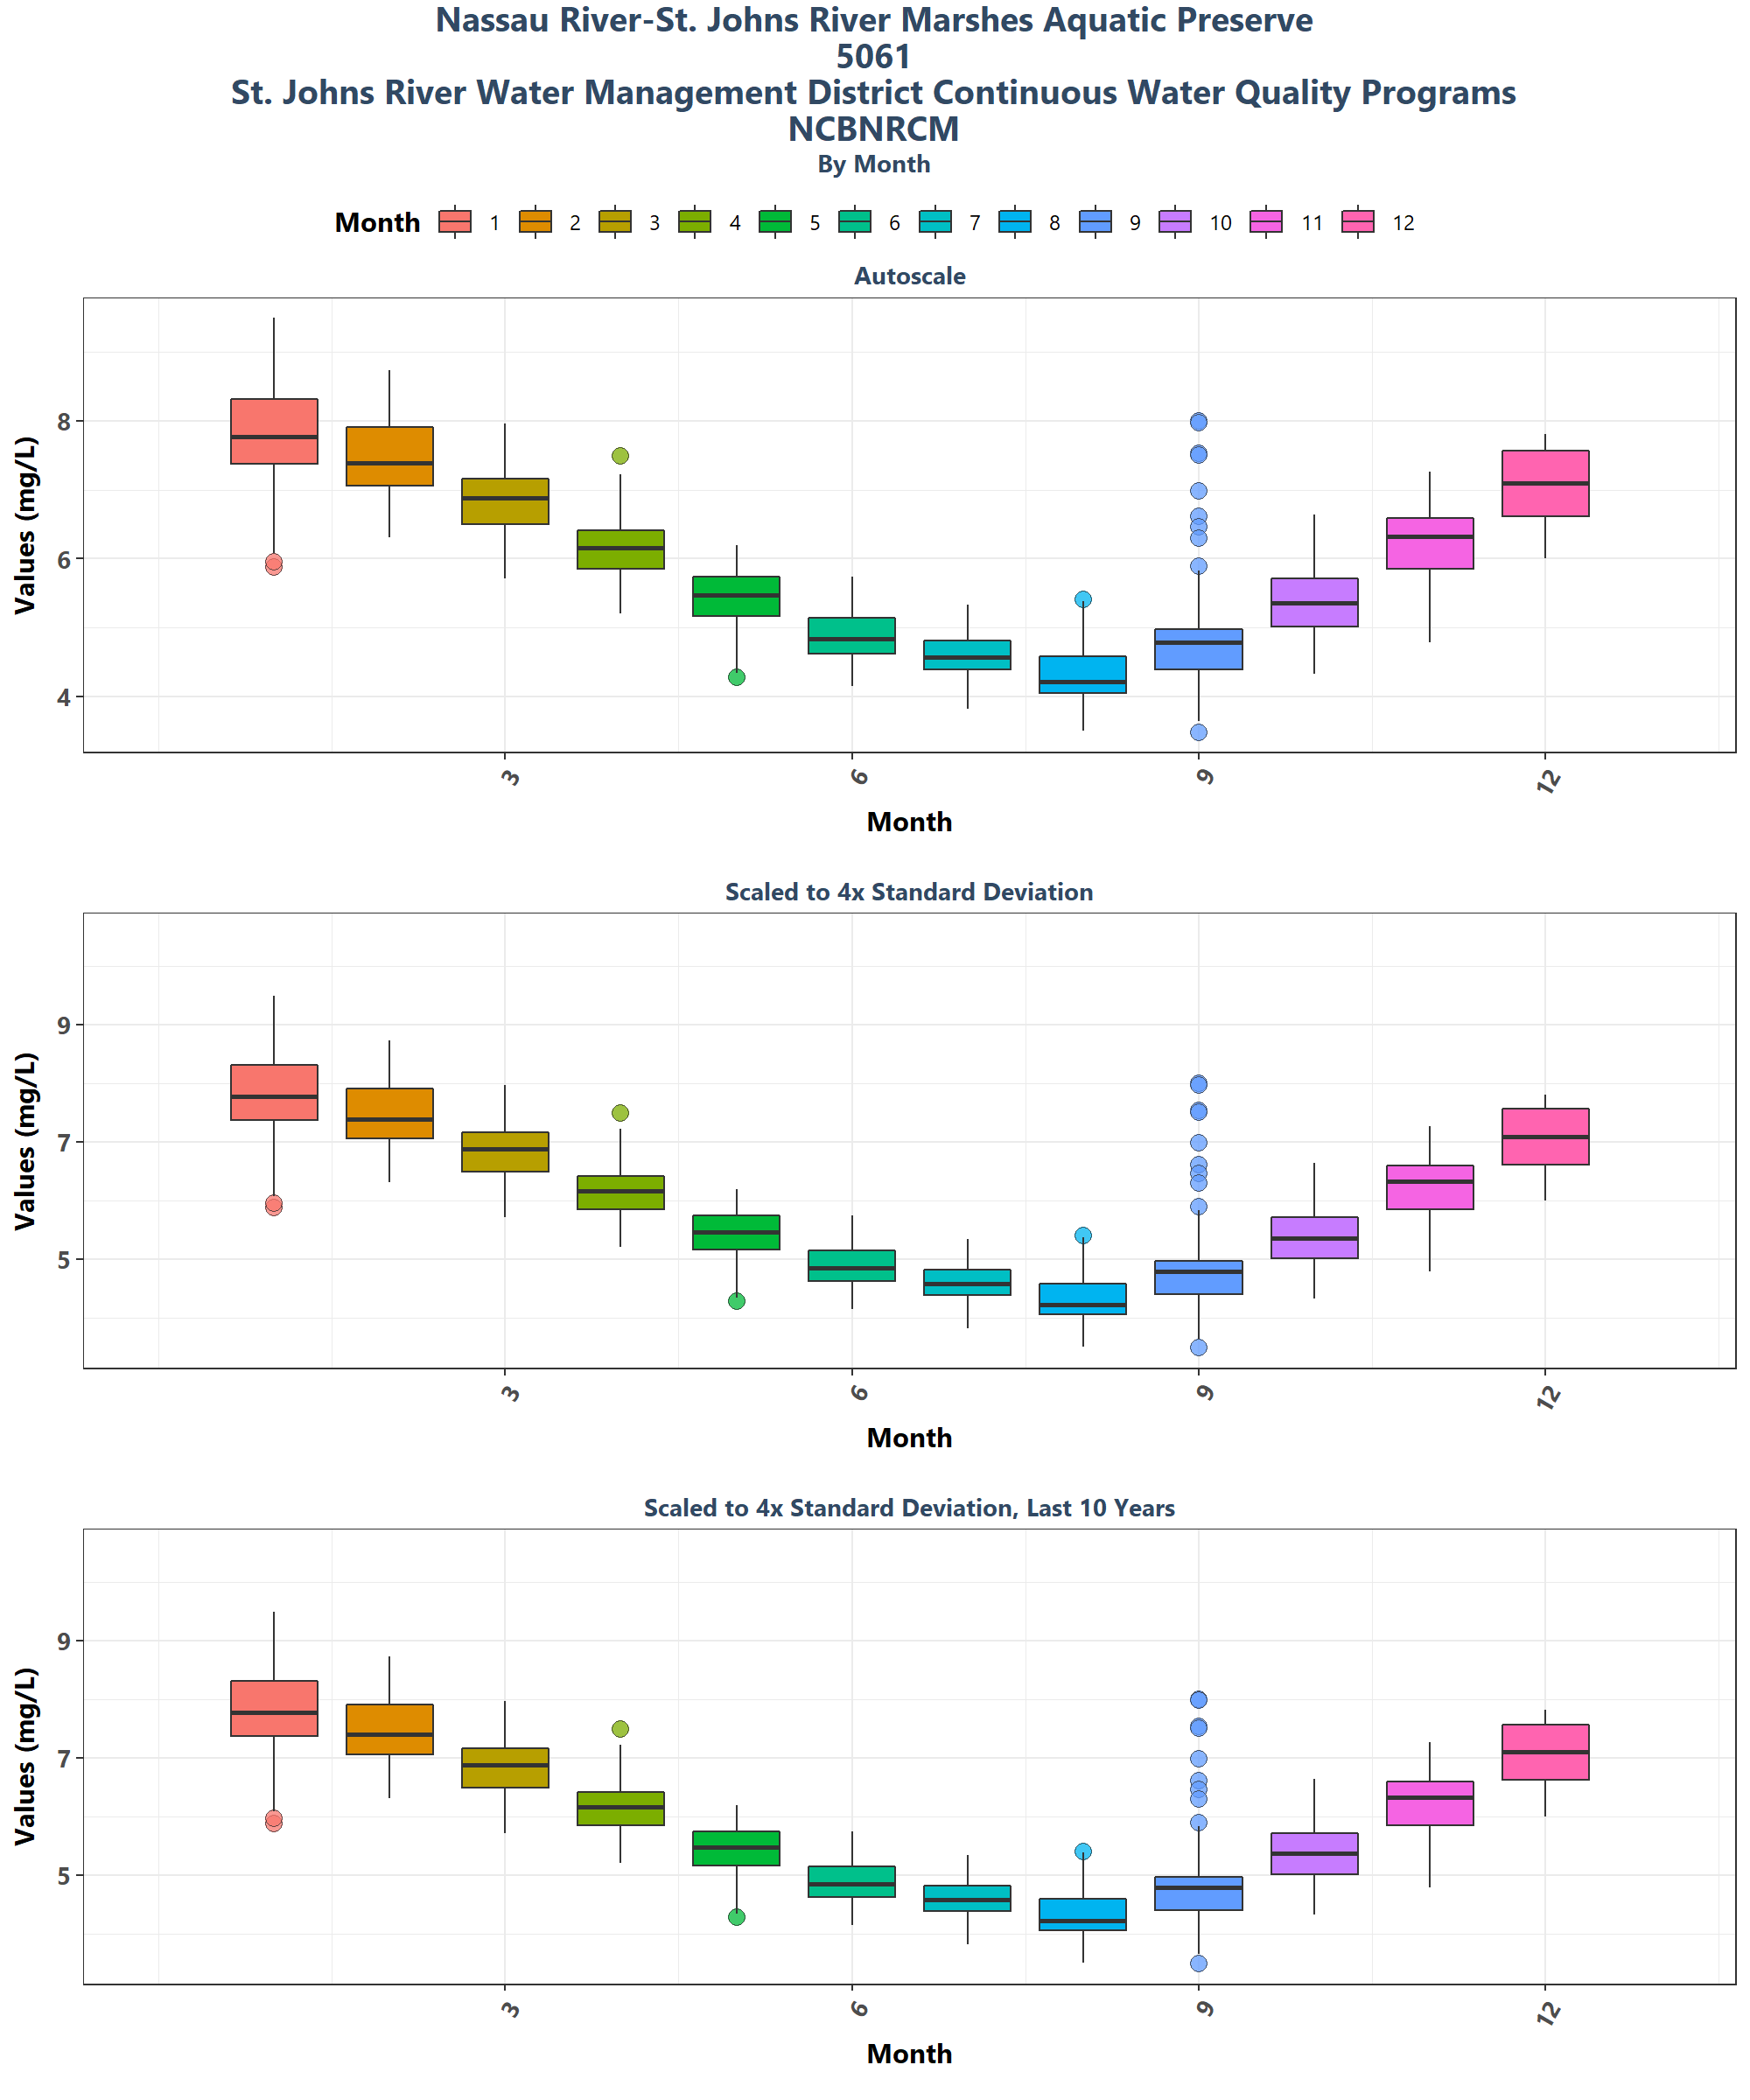 Nassau River-St. Johns River Marshes Aquatic Preserve
5061
St. Johns River Water Management District Continuous Water Quality Programs
NCBNRCM
By Month
Month 1 2 3 4 5 6 7 8 9 10 11 12
Autoscale
Values (mg/L)
8
6
4
3 6 9 12
Month
Scaled to 4x Standard Deviation
Values (mg/L)
9
7
5
3 6 9 12
Month
Scaled to 4x Standard Deviation, Last 10 Years
Values (mg/L)
9
7
5
3 6 9 12
Month